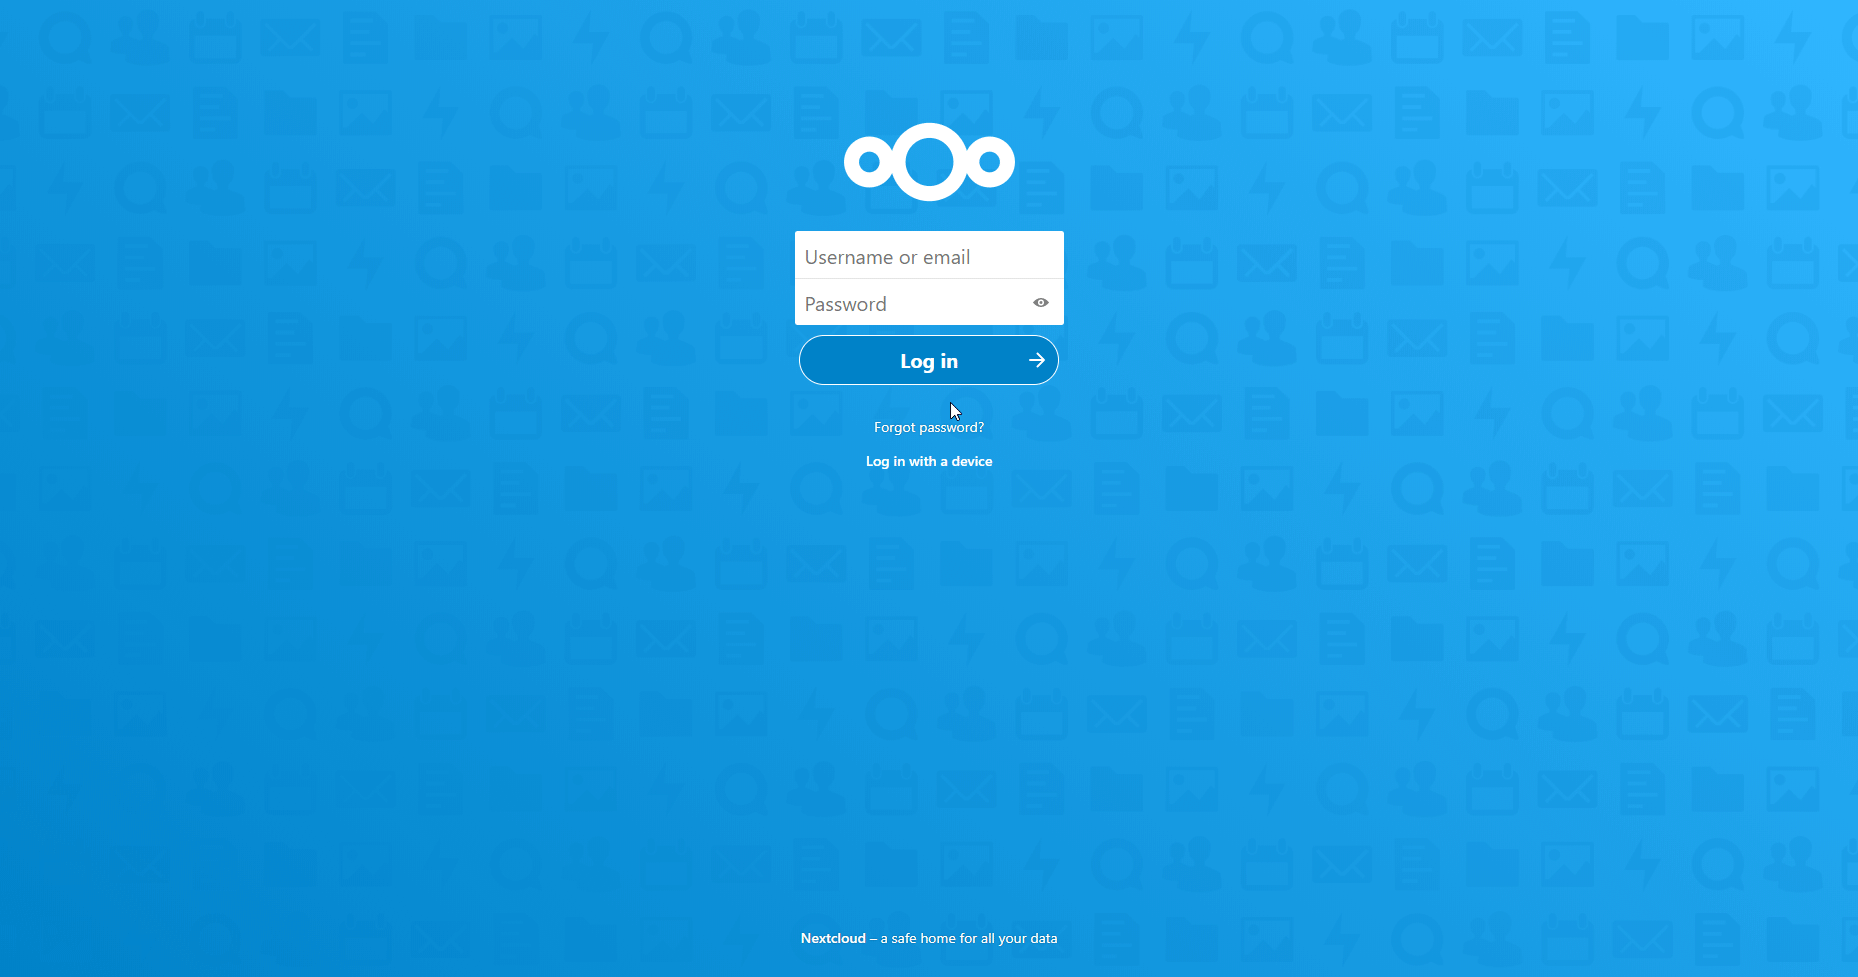 Username or email
Password
Log in
Forgot password?
Log in with a device
Nextcloud – a safe home for all your data